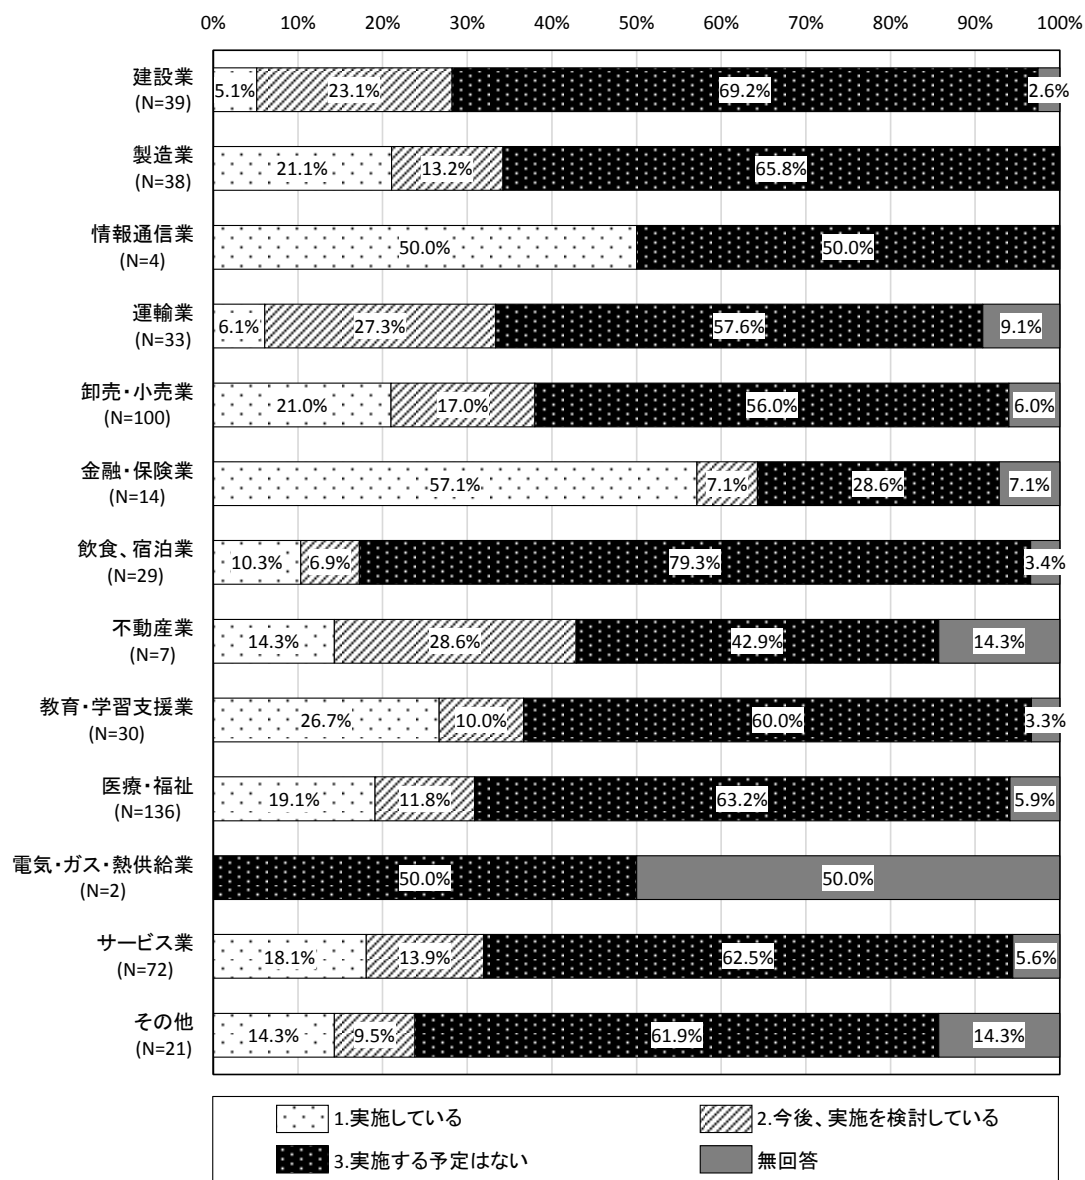 0% 10% 20% 30% 40% 50% 60% 70% 80% 90% 100%
建設業
(N=39)
5.1% 23.1% 69.2% 2.6%
製造業
(N=38)
21.1% 13.2% 65.8%
情報通信業
(N=4)
50.0% 50.0%
運輸業
(N=33)
6.1% 27.3% 57.6% 9.1%
卸売・小売業
(N=100)
21.0% 17.0% 56.0% 6.0%
金融・保険業
(N=14)
57.1% 7.1% 28.6% 7.1%
飲食、宿泊業
(N=29)
10.3% 6.9% 79.3% 3.4%
不動産業
(N=7)
14.3% 28.6% 42.9% 14.3%
教育・学習支援業
(N=30)
26.7% 10.0% 60.0% 3.3%
医療・福祉
(N=136)
19.1% 11.8% 63.2% 5.9%
電気・ガス・熱供給業
(N=2)
50.0% 50.0%
サービス業
(N=72)
18.1% 13.9% 62.5% 5.6%
その他
(N=21)
14.3% 9.5% 61.9% 14.3%
1.実施している 2.今後、実施を検討している
3.実施する予定はない 無回答